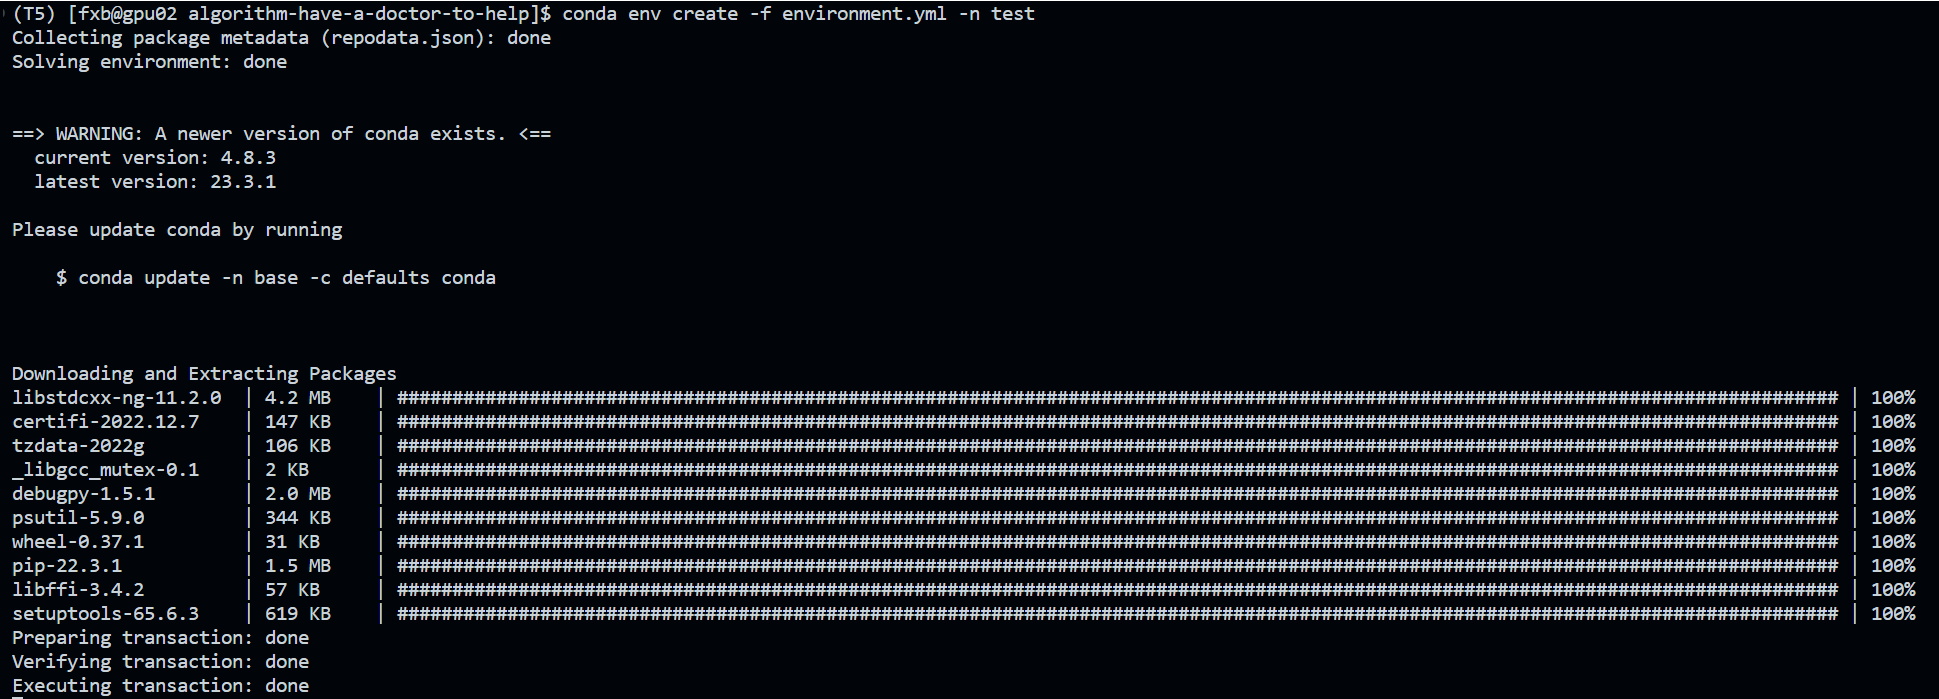 (T5) [fxb@gpu02 algorithm-have-a-doctor-to-help]$ conda env create -f environment.yml -n test
Collecting package metadata (repodata.json): done
Solving environment: done
==> WARNING: A newer version of conda exists. <==
current version: 4.8.3
latest version: 23.3.1
Please update conda by running
$ conda update -n base -c defaults conda
Downloading and Extracting Packages
libstdcxx-ng-11.2.0 | 4.2 MB | ################################################################################################################################### | 100%
certifi-2022.12.7 | 147 KB | ################################################################################################################################### | 100%
tzdata-2022g | 106 KB | ################################################################################################################################### | 100%
_libgcc_mutex-0.1 | 2 KB | ################################################################################################################################### | 100%
debugpy-1.5.1 | 2.0 MB | ################################################################################################################################### | 100%
psutil-5.9.0 | 344 KB | ################################################################################################################################### | 100%
wheel-0.37.1 | 31 KB | ################################################################################################################################### | 100%
pip-22.3.1 | 1.5 MB | ################################################################################################################################### | 100%
libffi-3.4.2 | 57 KB | ################################################################################################################################### | 100%
setuptools-65.6.3 | 619 KB | ################################################################################################################################### | 100%
Preparing transaction: done
Verifying transaction: done
Executing transaction: done